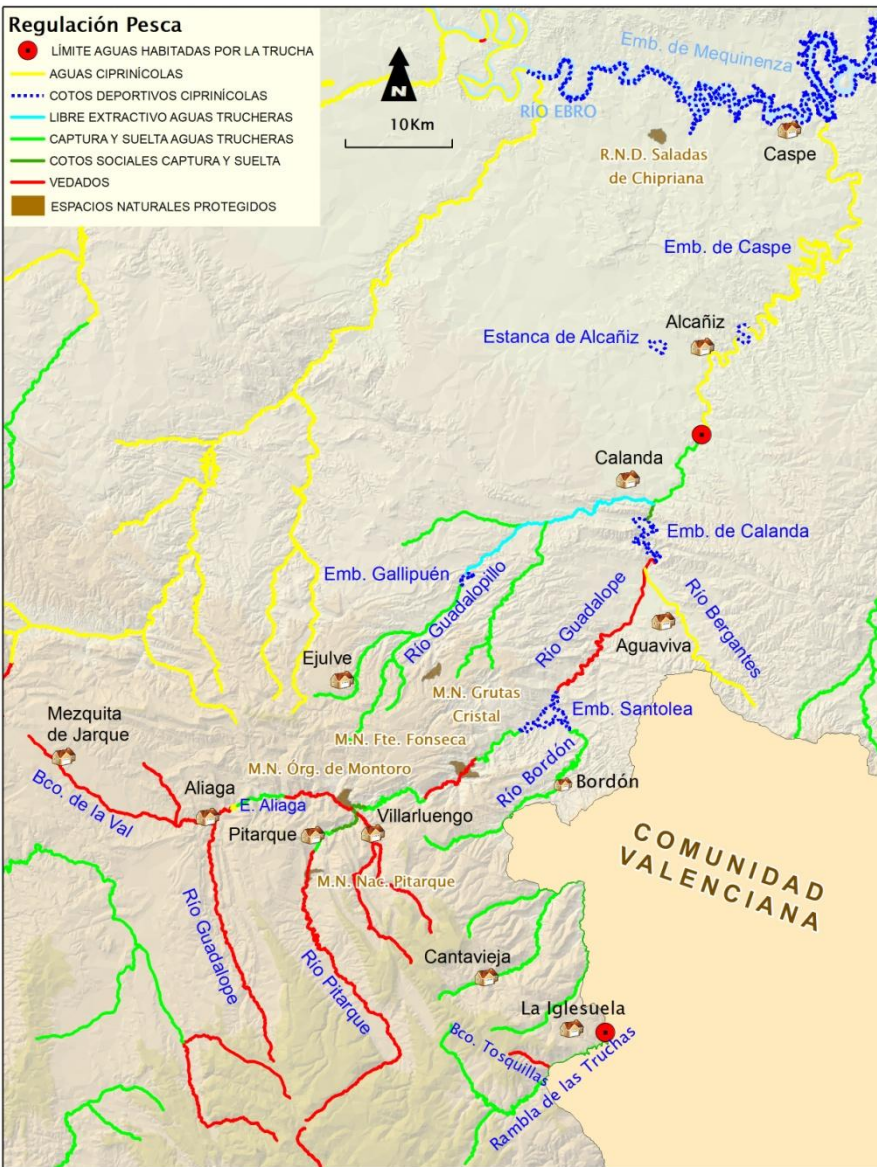 Regulación Pesca
LÍMITE AGUAS HABITADAS POR LA TRUCHA
AGUAS CIPRINÍCOLAS
COTOS DEPORTIVOS CIPRINÍCOLAS
LIBRE EXTRACTIVO AGUAS TRUCHERAS
CAPTURA Y SUELTA AGUAS TRUCHERAS
COTOS SOCIALES CAPTURA Y SUELTA
VEDADOS
ESPACIOS NATURALES PROTEGIDOS
N
10Km
Emb. de Mequinenza
RÍO EBRO
Caspe
R.N.D. Saladas
de Chipriana
Emb. de Caspe
Alcañiz
Estanca de Alcañiz
Calanda
Emb. de Calanda
Emb. Gallipuén
Río Guadalopillo
Río Guadalope
Río Bergantes
Aguaviva
Ejulve
M.N. Grutas
Cristal
Emb. Santolea
Mezquita
de Jarque
M.N. Fte. Fonseca
M.N. Órg. de Montoro
Río Bordón
Bordón
Bco. de la Val
Aliaga
E. Aliaga
Villarluengo
Pitarque
COMUNIDAD
VALENCIANA
M.N. Nac. Pitarque
Río Guadalope
Río Pitarque
Cantavieja
La Iglesuela
Bco. Tosquillas
Rambla de las Truchas